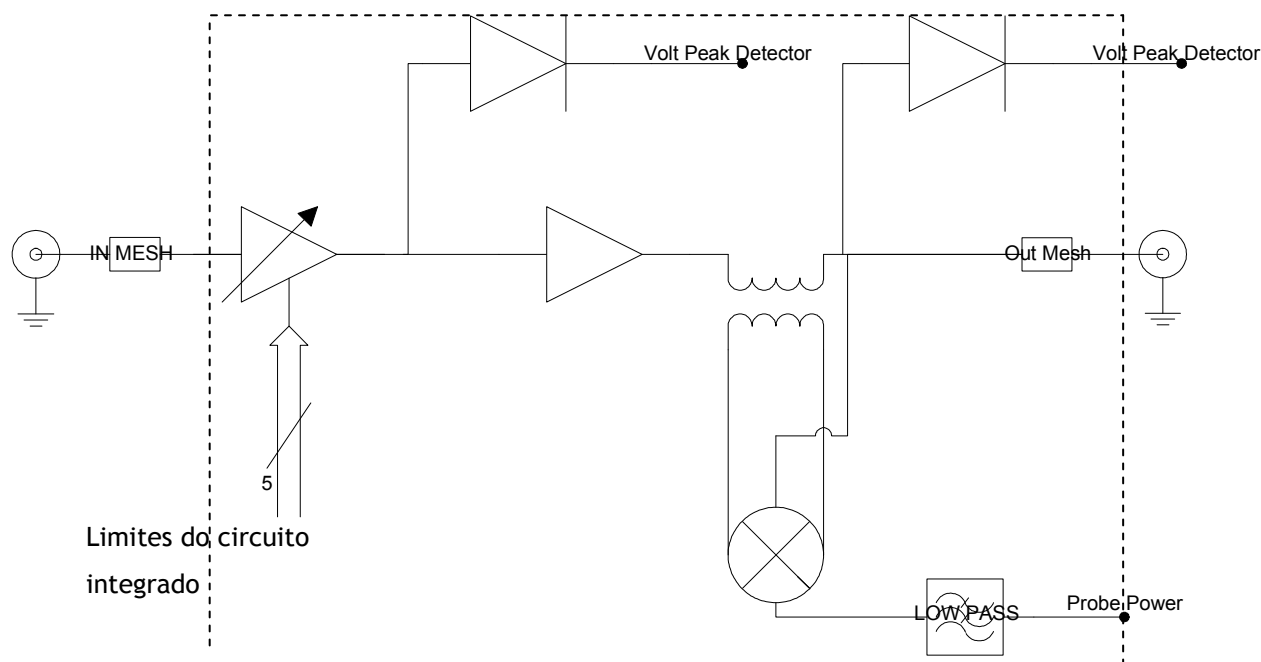 Volt Peak Detector
Volt Peak Detector
IN MESH
Out Mesh
5
Limites do circuito
integrado
LOW PASS
Probe Power